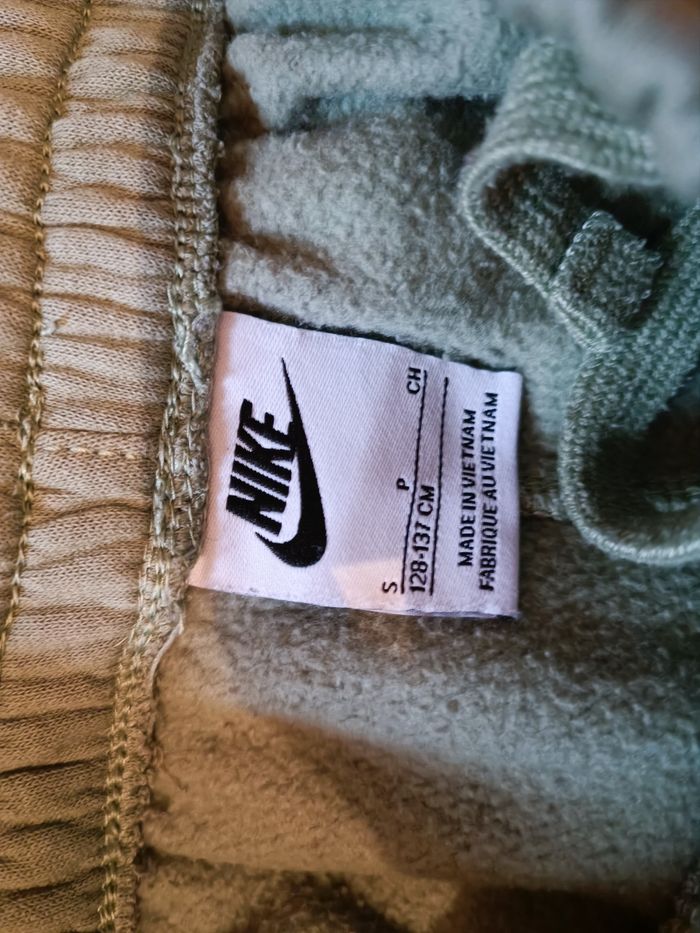 NIKE
S P CH
128-137 CM
MADE IN VIETNAM
FABRIQUE AU VIETNAM